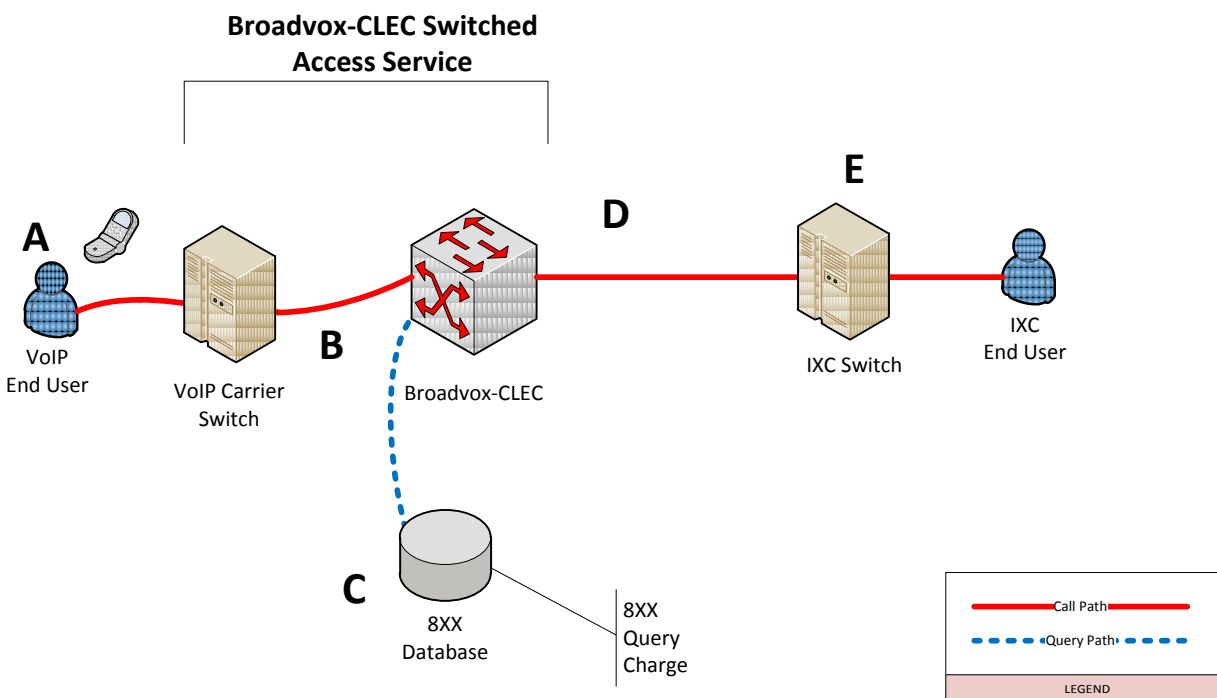 Broadvox-CLEC Switched
Access Service
A
B
C
D
E
VoIP
End User
VoIP Carrier
Switch
Broadvox-CLEC
IXC Switch
IXC
End User
8XX
Database
8XX
Query
Charge
Call Path
Query Path
LEGEND